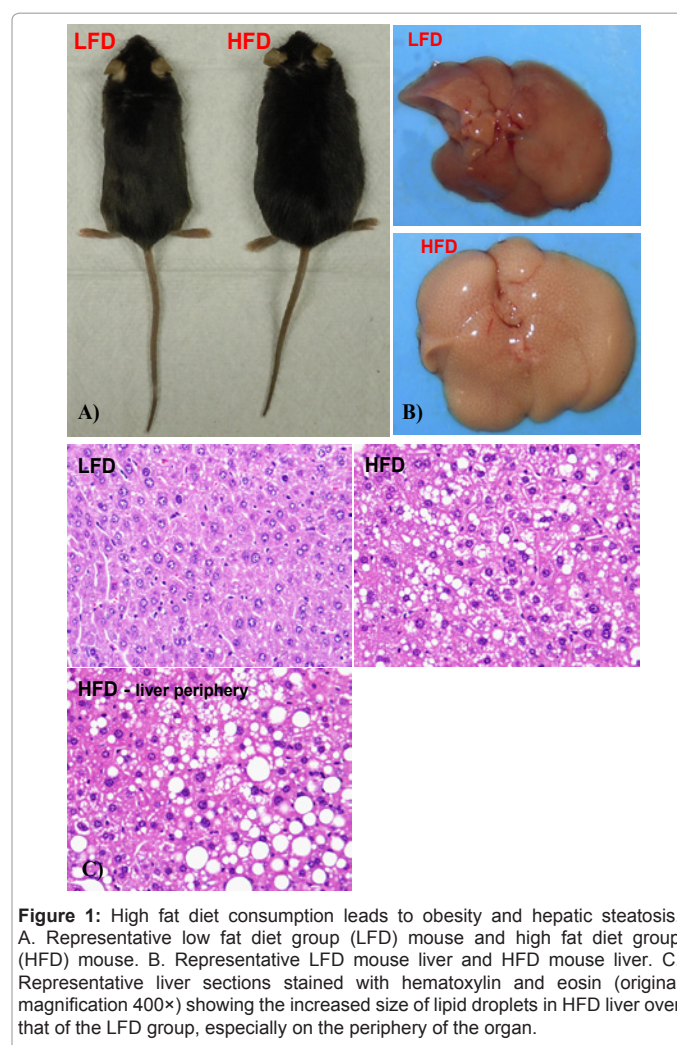 LFD
HFD
A)
LFD
HFD
B)
LFD
HFD
HFD - liver periphery
C)
Figure 1: High fat diet consumption leads to obesity and hepatic steatosis.
A. Representative low fat diet group (LFD) mouse and high fat diet group
(HFD) mouse. B. Representative LFD mouse liver and HFD mouse liver. C.
Representative liver sections stained with hematoxylin and eosin (original
magnification 400×) showing the increased size of lipid droplets in HFD liver over
that of the LFD group, especially on the periphery of the organ.